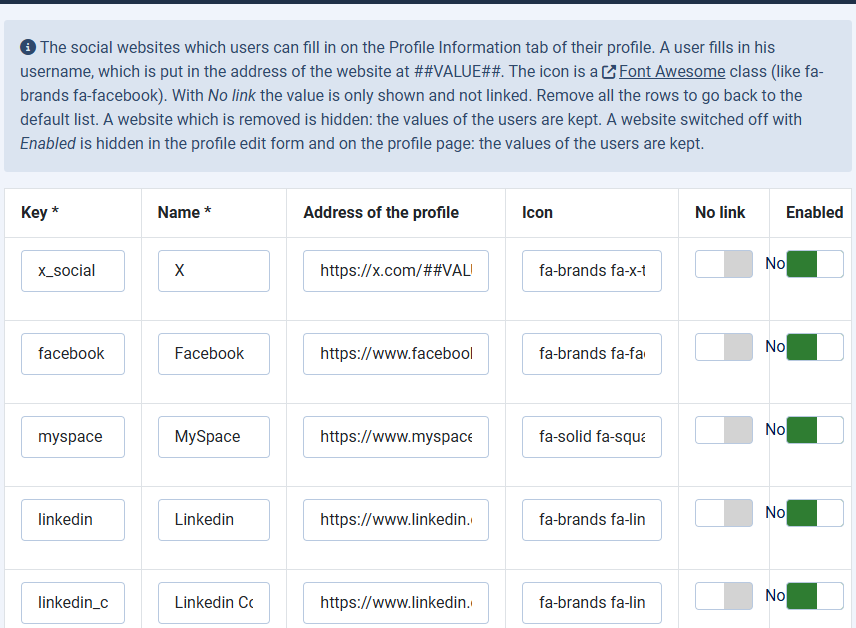 The social websites which users can fill in on the Profile Information tab of their profile. A user fills in his
username, which is put in the address of the website at ##VALUE##. The icon is a Font Awesome class (like fa-
brands fa-facebook). With No link the value is only shown and not linked. Remove all the rows to go back to the
default list. A website which is removed is hidden: the values of the users are kept. A website switched off with
Enabled is hidden in the profile edit form and on the profile page: the values of the users are kept.
Key * Name * Address of the profile Icon No link Enabled
x_social X https://x.com/##VAL fa-brands fa-x-t No
facebook Facebook https://www.facebool fa-brands fa-fa No
myspace MySpace https://www.myspace fa-solid fa-squa No
linkedin Linkedin https://www.linkedin. fa-brands fa-lin No
linkedin_c Linkedin Co https://www.linkedin. fa-brands fa-lin No